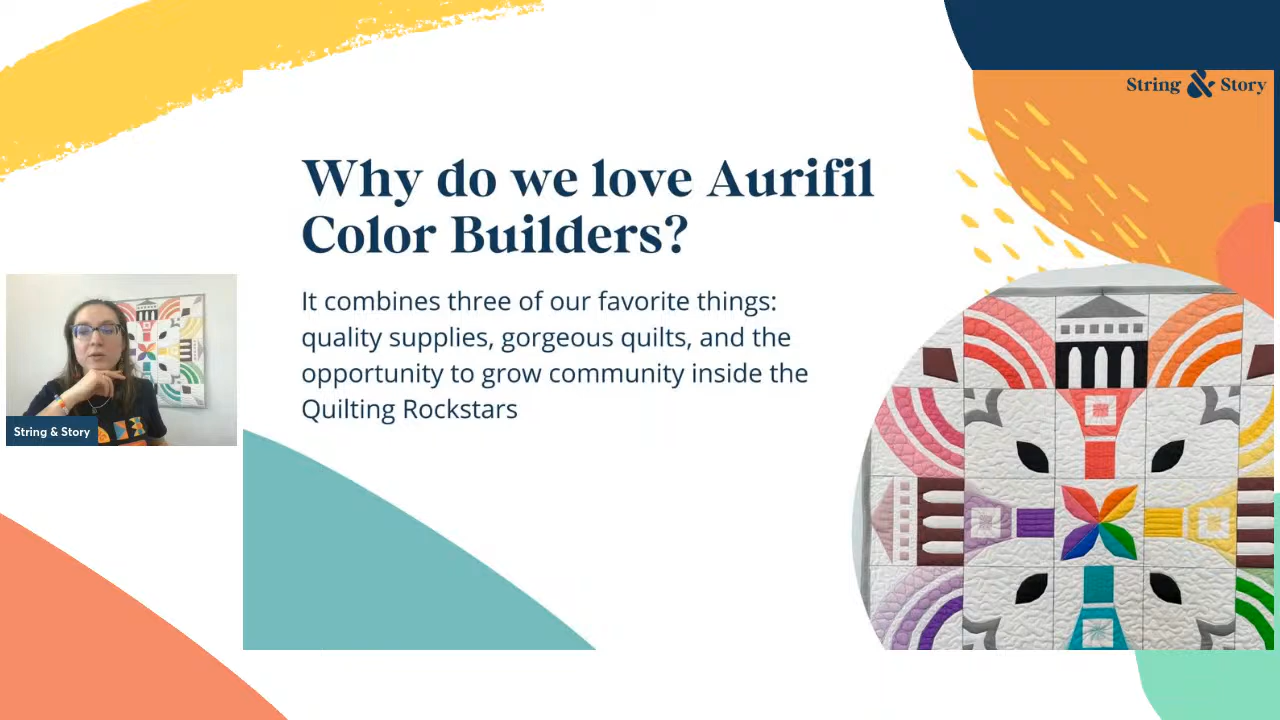 String & Story
Why do we love Aurifil
Color Builders?
It combines three of our favorite things:
quality supplies, gorgeous quilts, and the
opportunity to grow community inside the
Quilting Rockstars
String & Story